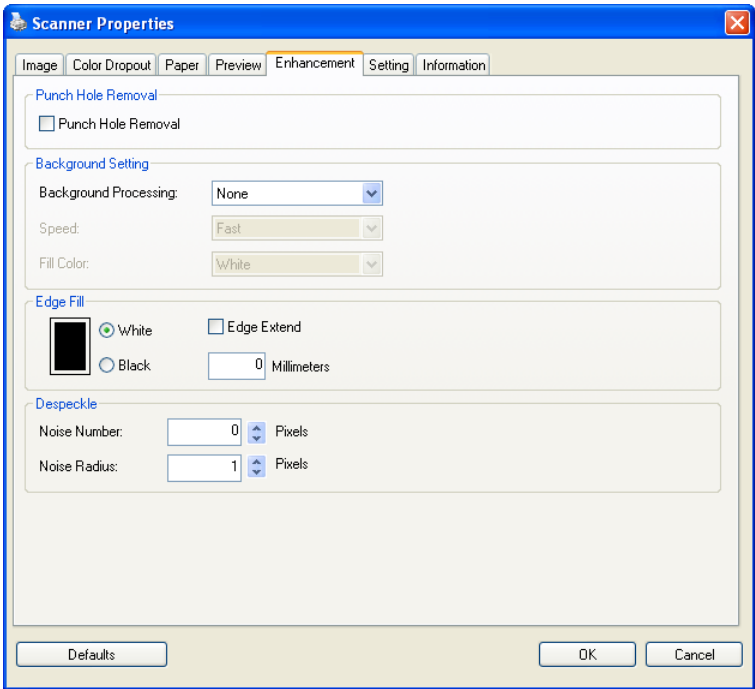 Scanner Properties
Image Color Dropout Paper Preview Enhancement Setting Information
Punch Hole Removal
Punch Hole Removal
Background Setting
Background Processing: None
Speed: Fast
Fill Color: White
Edge Fill
White Edge Extend
Black 0 Millimeters
Despeckle
Noise Number: 0 Pixels
Noise Radius: 1 Pixels
Defaults OK Cancel